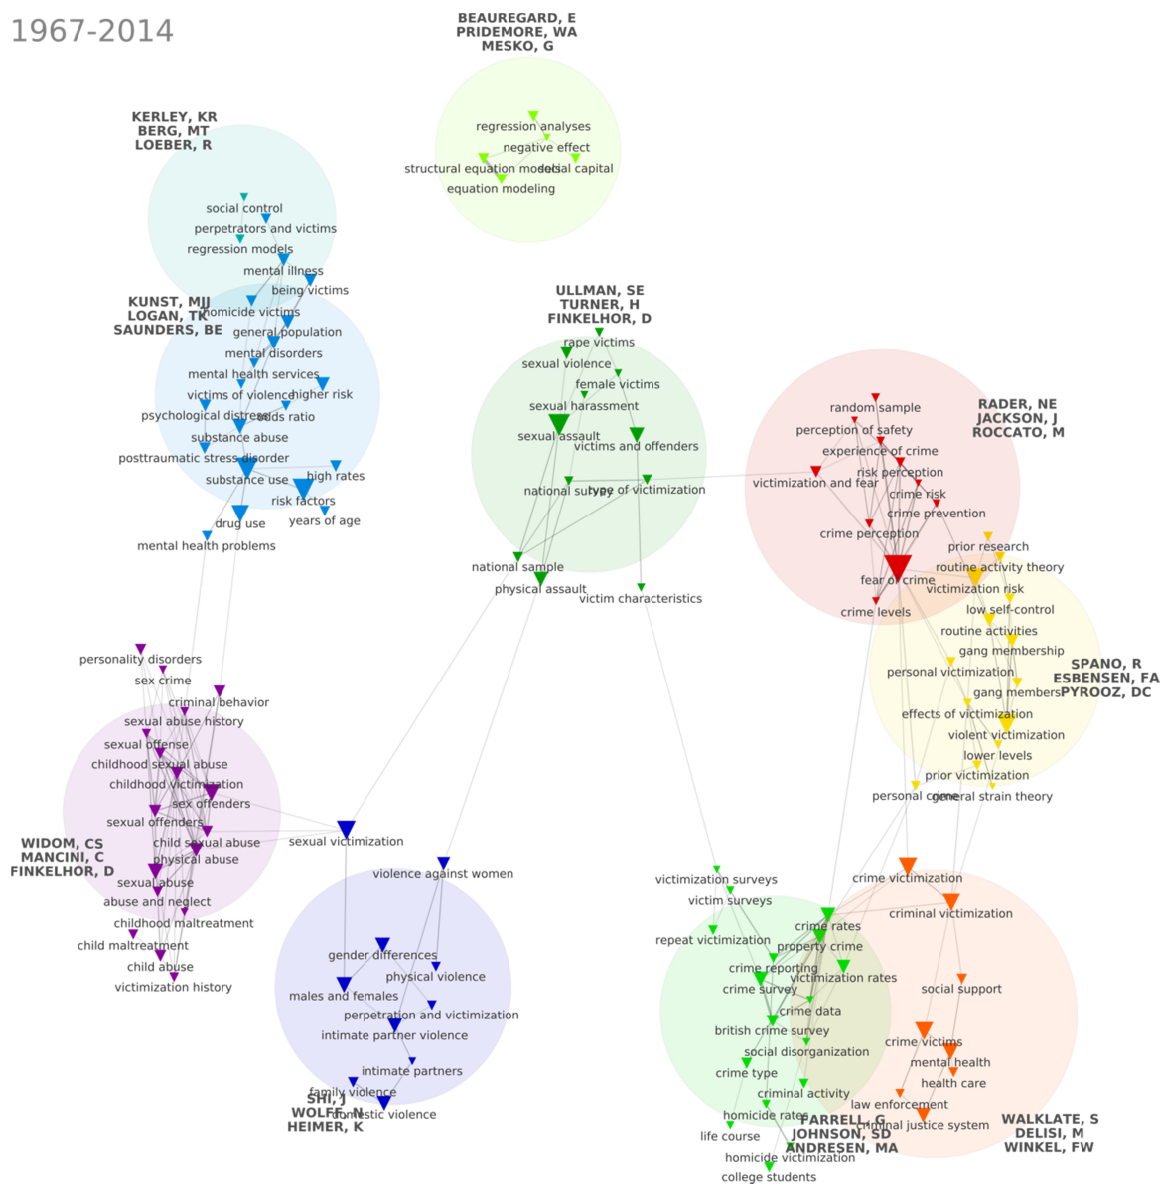 1967-2014
BEAUREGARD, E
PRIDEMORE, WA
MESKO, G
regression analyses
negative effect
structural equation models
social capital
equation modeling
KERLEY, KR
BERG, MT
LOEBER, R
social control
perpetrators and victims
regression models
mental illness
being victims
KUNST, MJJ
LOGAN, TK
SAUNDERS, BE
homicide victims
general population
mental disorders
mental health services
victims of violence
higher risk
psychological distress
odds ratio
substance abuse
posttraumatic stress disorder
high rates
substance use
risk factors
years of age
drug use
mental health problems
ULLMAN, SE
TURNER, H
FINKELHOR, D
rape victims
sexual violence
female victims
sexual harassment
sexual assault
victims and offenders
national survey
type of victimization
national sample
physical assault
victim characteristics
RADER, NE
JACKSON, J
ROCCATO, M
random sample
perception of safety
experience of crime
risk perception
victimization and fear
crime risk
crime prevention
crime perception
fear of crime
crime levels
prior research
routine activity theory
victimization risk
low self-control
routine activities
gang membership
personal victimization
gang members
SPANO, R
ESBENSEN, FA
PYROOZ, DC
effects of victimization
violent victimization
lower levels
prior victimization
personal crime
general strain theory
personality disorders
sex crime
criminal behavior
sexual abuse history
sexual offense
childhood sexual abuse
childhood victimization
sex offenders
sexual offenders
child sexual abuse
physical abuse
WIDOM, CS
MANCINI, C
FINKELHOR, D
sexual abuse
abuse and neglect
childhood maltreatment
child maltreatment
child abuse
victimization history
sexual victimization
violence against women
gender differences
physical violence
males and females
perpetration and victimization
intimate partner violence
intimate partners
family violence
domestic violence
SHI, J
WOLFF, N
HEIMER, K
victimization surveys
victim surveys
crime rates
repeat victimization
property crime
crime reporting
victimization rates
crime survey
crime data
british crime survey
social disorganization
crime type
criminal activity
homicide rates
life course
homicide victimization
college students
FARRELL, G
JOHNSON, SD
ANDRESEN, MA
crime victimization
criminal victimization
social support
crime victims
mental health
health care
law enforcement
criminal justice system
WALKLATE, S
DELISI, M
WINKEL, FW